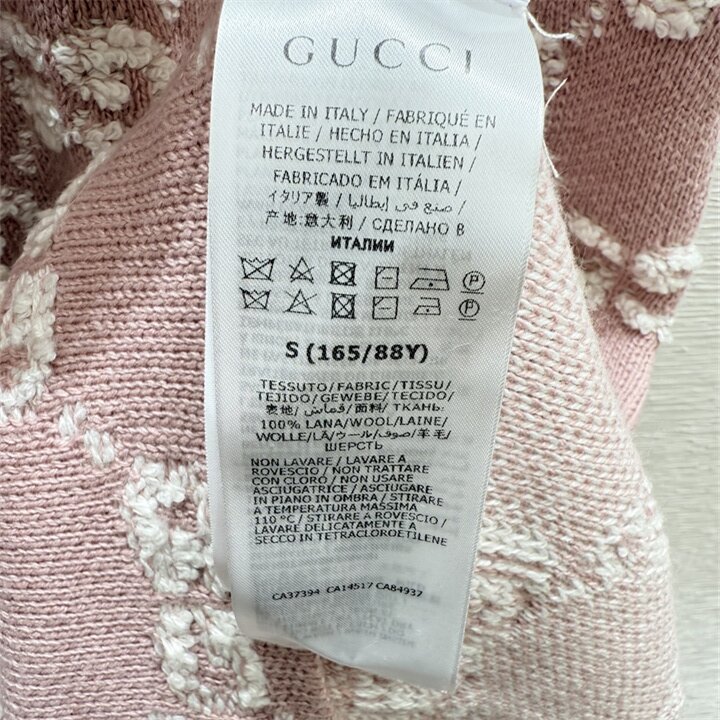 GUCCI
MADE IN ITALY / FABRIQUÉ EN
ITALIE / HECHO EN ITALIA /
HERGESTELLT IN ITALIEN /
FABRICADO EM ITÁLIA /
イタリア製 / صنع في إيطاليا /
产地:意大利 / СДЕЛАНО В
ИТАЛИИ
P
P
S (165/88Y)
TESSUTO/FABRIC/TISSU/
TEJIDO/GEWEBE/TECIDO/
表地/ قماش/ 面料/ ТКАНЬ:
100% LANA/WOOL/LAINE/
WOLLE/LÃ/ウール/صوف/羊毛/
ШЕРСТЬ
NON LAVARE / LAVARE A
ROVESCIO / NON TRATTARE
CON CLORO / NON USARE
ASCIUGATRICE / ASCIUGARE
IN PIANO IN OMBRA / STIRARE
A TEMPERATURA MASSIMA
110 °C / STIRARE A ROVESCIO /
LAVARE DELICATAMENTE A
SECCO IN TETRACLOROETILENE
CA37394 CA14517 CA84937